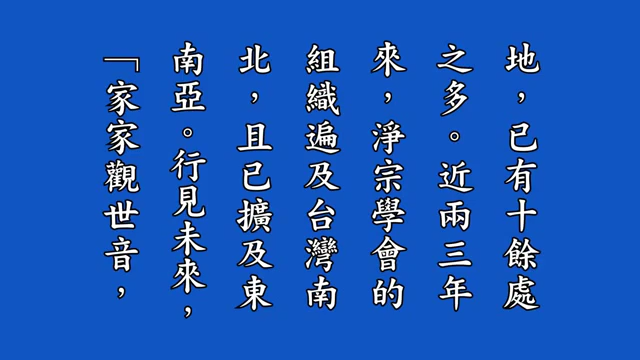 地，已有十餘處
之多。近兩三年
來，淨宗學會的
組織遍及台灣南
北，且已擴及東
南亞。行見未來，
「家家觀世音，